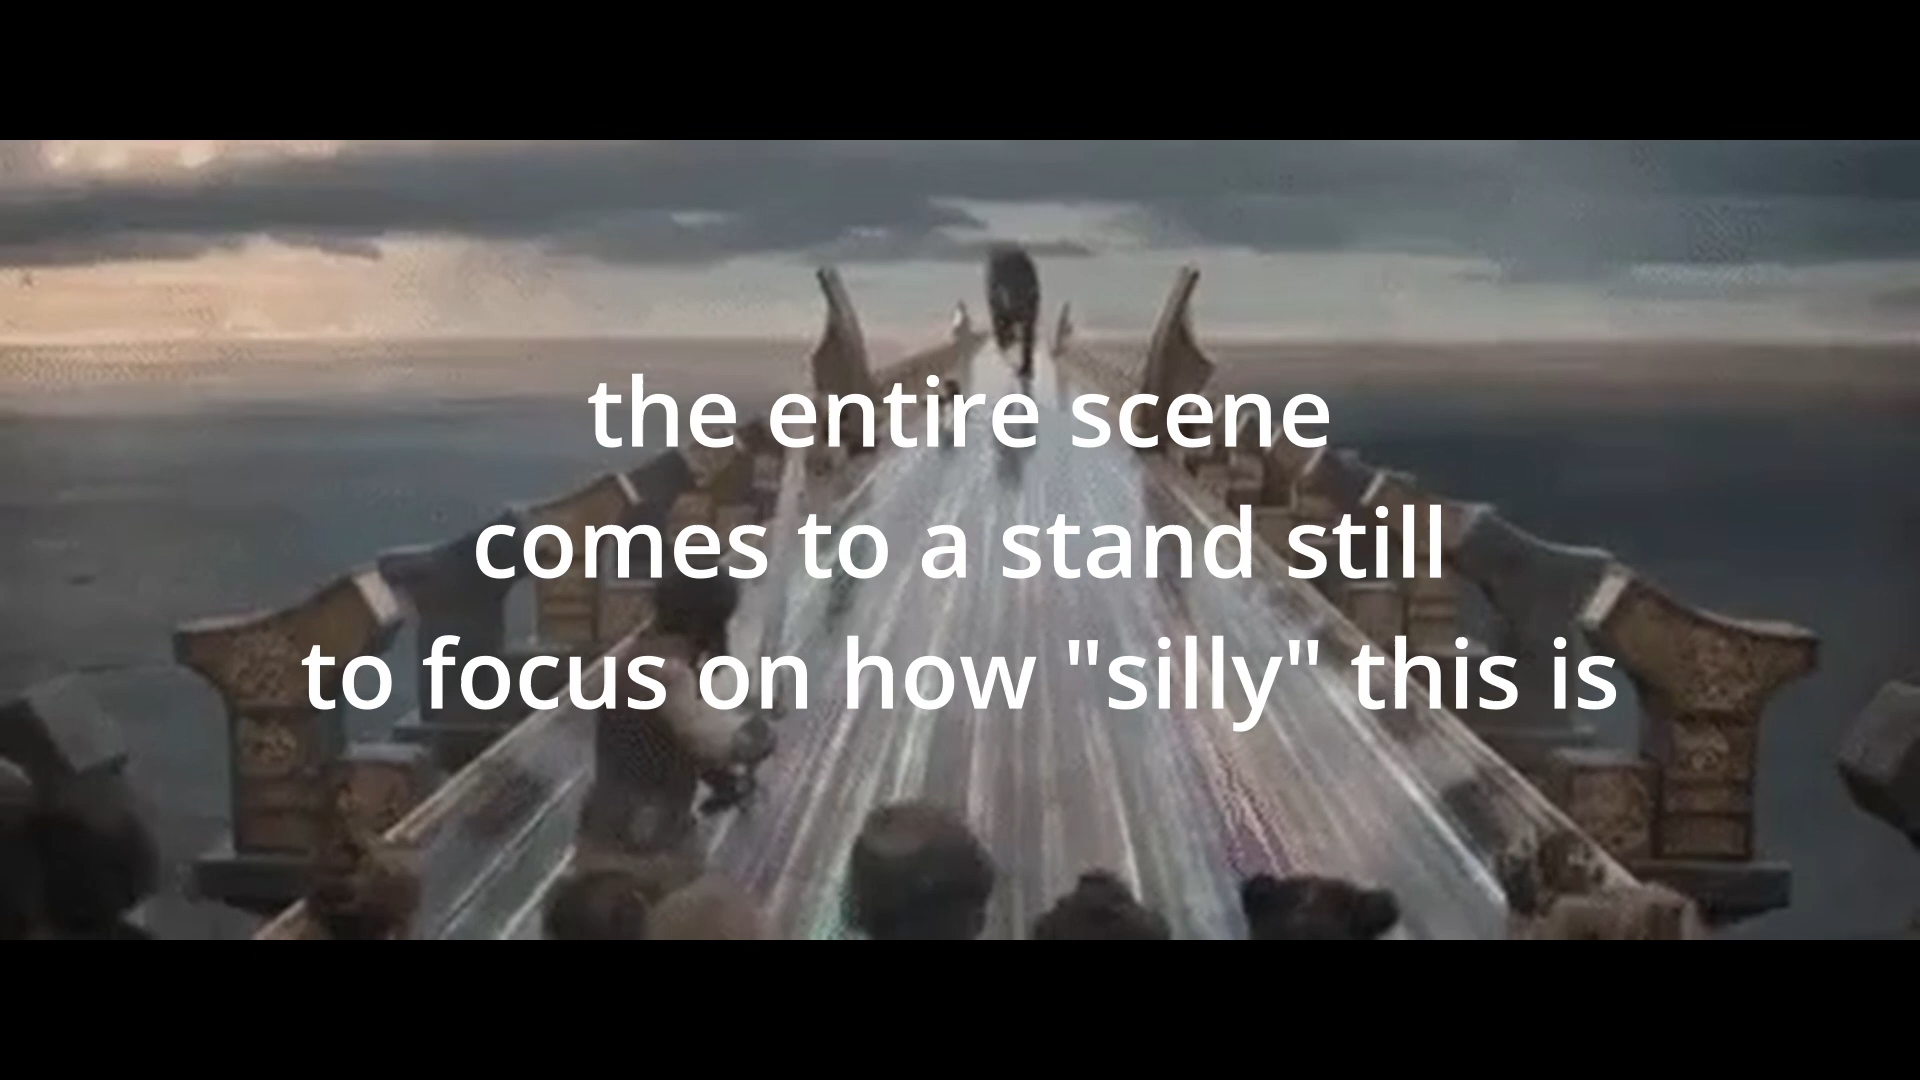 the entire scene
comes to a stand still
to focus on how "silly" this is